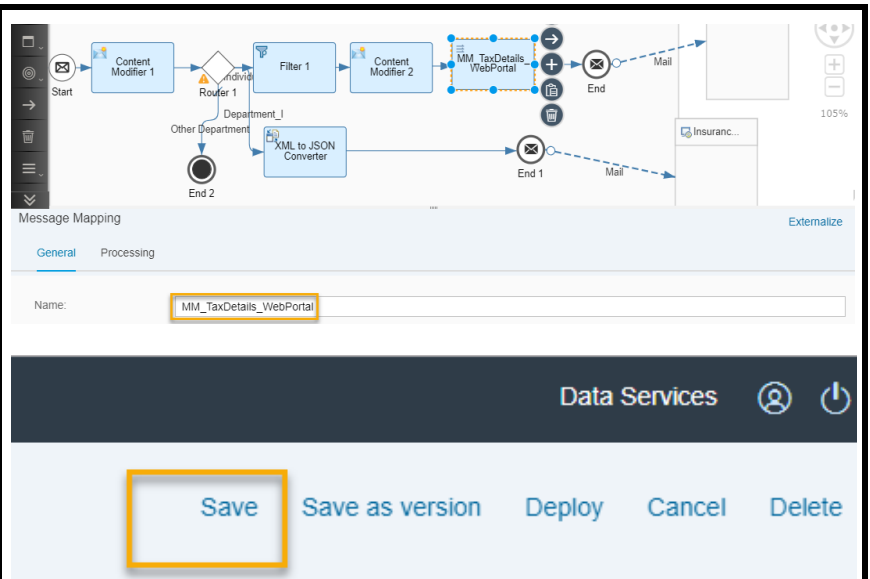 Content
Modifier 1
Filter 1
Content
Modifier 2
MM_TaxDetails_
WebPortal
Mail
Start
Router 1
End
105%
Department_I
Other Department
XML to JSON
Converter
Insuranc...
End 1
Mail
End 2
Message Mapping
Externalize
General
Processing
Name:
MM_TaxDetails_WebPortal
Data Services
Save
Save as version
Deploy
Cancel
Delete